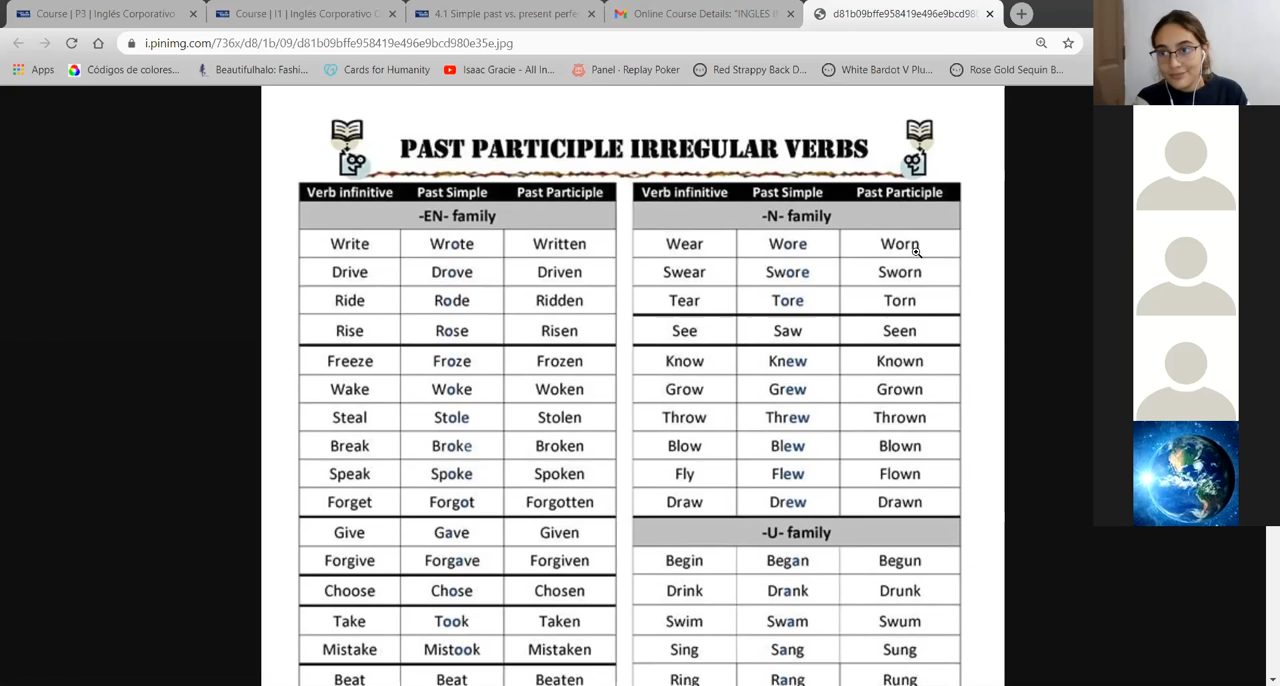 Course | P3 | Inglés Corporativo
Course | I1 | Inglés Corporativo C
4.1 Simple past vs. present perfe
Online Course Details: "INGLES I
d81b09bffe958419e496e9bcd98
i.pinimg.com/736x/d8/1b/09/d81b09bffe958419e496e9bcd980e35e.jpg
Apps
Códigos de colores...
Beautifulhalo: Fashi...
Cards for Humanity
Isaac Gracie - All In...
Panel · Replay Poker
Red Strappy Back D...
White Bardot V Plu...
Rose Gold Sequin B...
PAST PARTICIPLE IRREGULAR VERBS
Verb infinitive Past Simple Past Participle
-EN- family
Write Wrote Written
Drive Drove Driven
Ride Rode Ridden
Rise Rose Risen
Freeze Froze Frozen
Wake Woke Woken
Steal Stole Stolen
Break Broke Broken
Speak Spoke Spoken
Forget Forgot Forgotten
Give Gave Given
Forgive Forgave Forgiven
Choose Chose Chosen
Take Took Taken
Mistake Mistook Mistaken
Beat Beat Beaten
Verb infinitive Past Simple Past Participle
-N- family
Wear Wore Worn
Swear Swore Sworn
Tear Tore Torn
See Saw Seen
Know Knew Known
Grow Grew Grown
Throw Threw Thrown
Blow Blew Blown
Fly Flew Flown
Draw Drew Drawn
-U- family
Begin Began Begun
Drink Drank Drunk
Swim Swam Swum
Sing Sang Sung
Ring Rang Rung